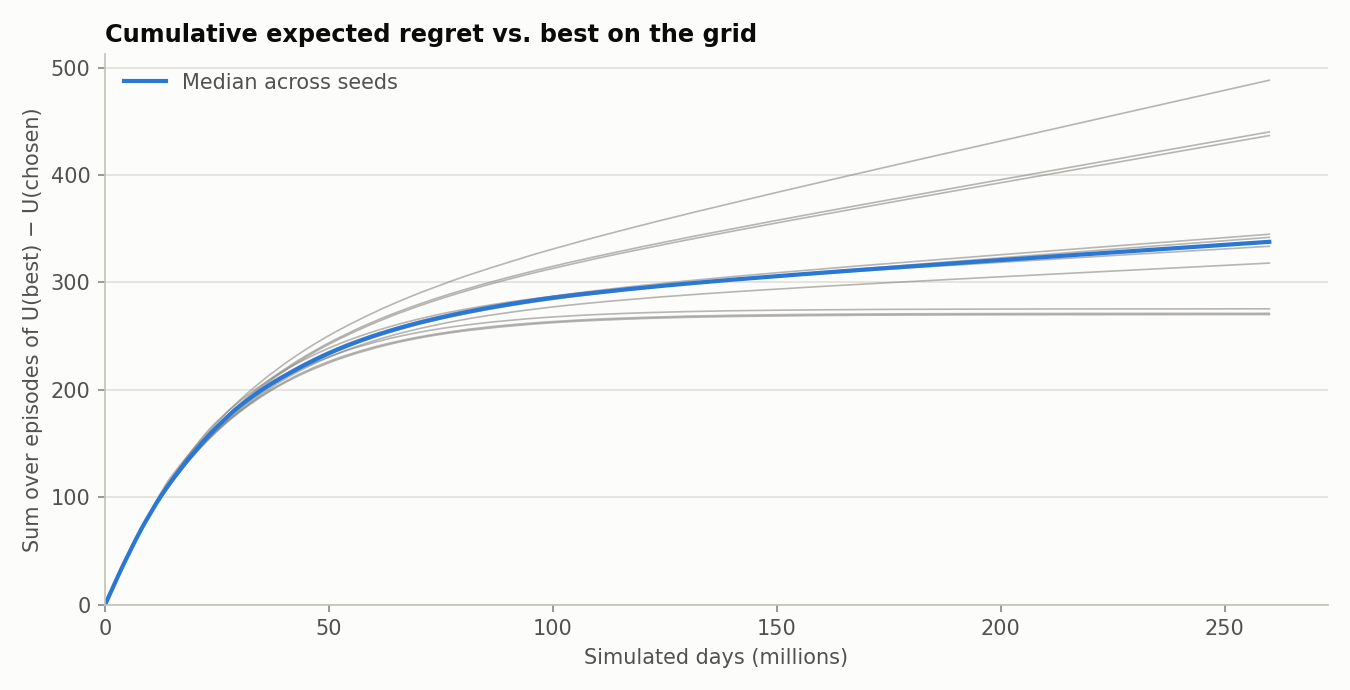 Cumulative expected regret vs. best on the grid
Median across seeds
Sum over episodes of U(best) − U(chosen)
500
400
300
200
100
0
0 50 100 150 200 250
Simulated days (millions)